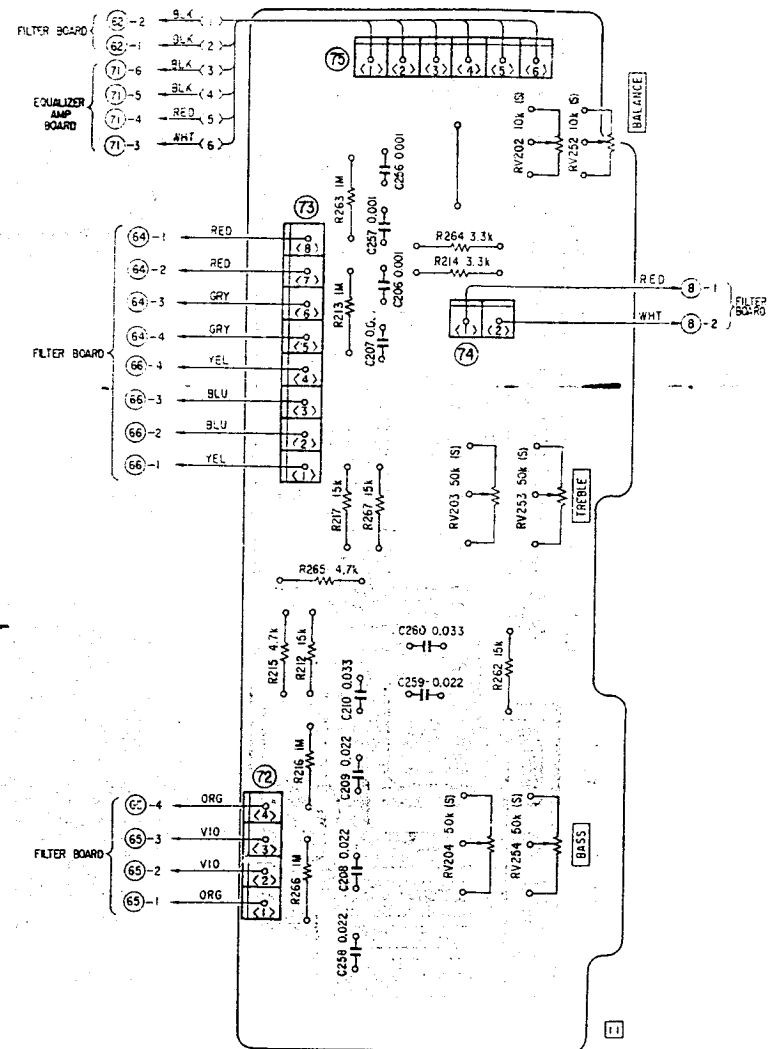 FILTER BOARD
62-2 BLK (1)
62-1 BLK (2)
EQUALIZER
AMP
BOARD
71-6 BLK (3)
71-5 BLK (4)
71-4 RED (5)
71-3 WHT (6)
75
(1) (2) (3) (4) (5) (6)
BALANCE
RV202 10k (S)
RV252 10k (S)
C256 0.001
R263 1M
C257 0.001
R264 3.3k
R214 3.3k
C206 0.001
R213 1M
C207
73
FILTER BOARD
64-1 RED (8)
64-2 RED (7)
64-3 GRY (6)
64-4 GRY (5)
66-4 YEL (4)
66-3 BLU (3)
66-2 BLU (2)
66-1 YEL (1)
(1) (2)
74
RED 8-1
WHT 8-2
FILTER
BOARD
RV203 50k (S)
RV253 50k (S)
TREBLE
R217 15k
R267 15k
R265 4.7k
R215 4.7k
R212 15k
C260 0.033
C259 0.022
R262 15k
C210 0.033
R216 1M
C209 0.022
72
FILTER BOARD
ORG (4)
65-3 VIO (3)
65-2 VIO (2)
65-1 ORG (1)
R266 1M
C208 0.022
C258 0.022
RV204 50k (S)
RV254 50k (S)
BASS